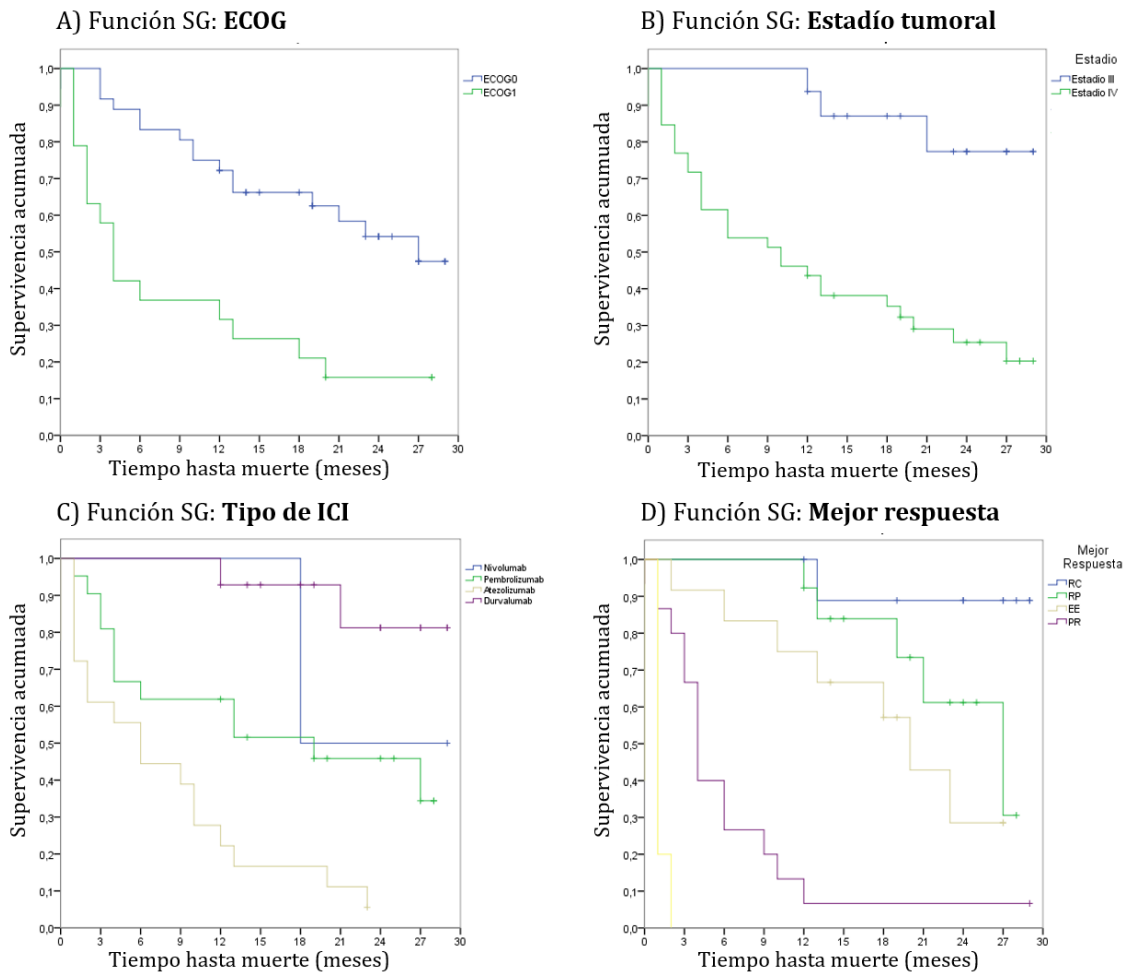 A) Función SG: ECOG
1,0
0,9
0,8
0,7
0,6
0,5
0,4
0,3
0,2
0,1
0,0
Supervivencia acumuada
0 3 6 9 12 15 18 21 24 27 30
Tiempo hasta muerte (meses)
ECOG0
ECOG1
B) Función SG: Estadío tumoral
1,0
0,9
0,8
0,7
0,6
0,5
0,4
0,3
0,2
0,1
0,0
Supervivencia acumuada
0 3 6 9 12 15 18 21 24 27 30
Tiempo hasta muerte (meses)
Estadio
Estadio III
Estadio IV
C) Función SG: Tipo de ICI
1,0
0,9
0,8
0,7
0,6
0,5
0,4
0,3
0,2
0,1
0,0
Supervivencia acumuada
0 3 6 9 12 15 18 21 24 27 30
Tiempo hasta muerte (meses)
Nivolumab
Pembrolizumab
Atezolizumab
Durvalumab
D) Función SG: Mejor respuesta
1,0
0,9
0,8
0,7
0,6
0,5
0,4
0,3
0,2
0,1
0,0
Supervivencia acumuada
0 3 6 9 12 15 18 21 24 27 30
Tiempo hasta muerte (meses)
Mejor
Respuesta
RC
RP
EE
PR